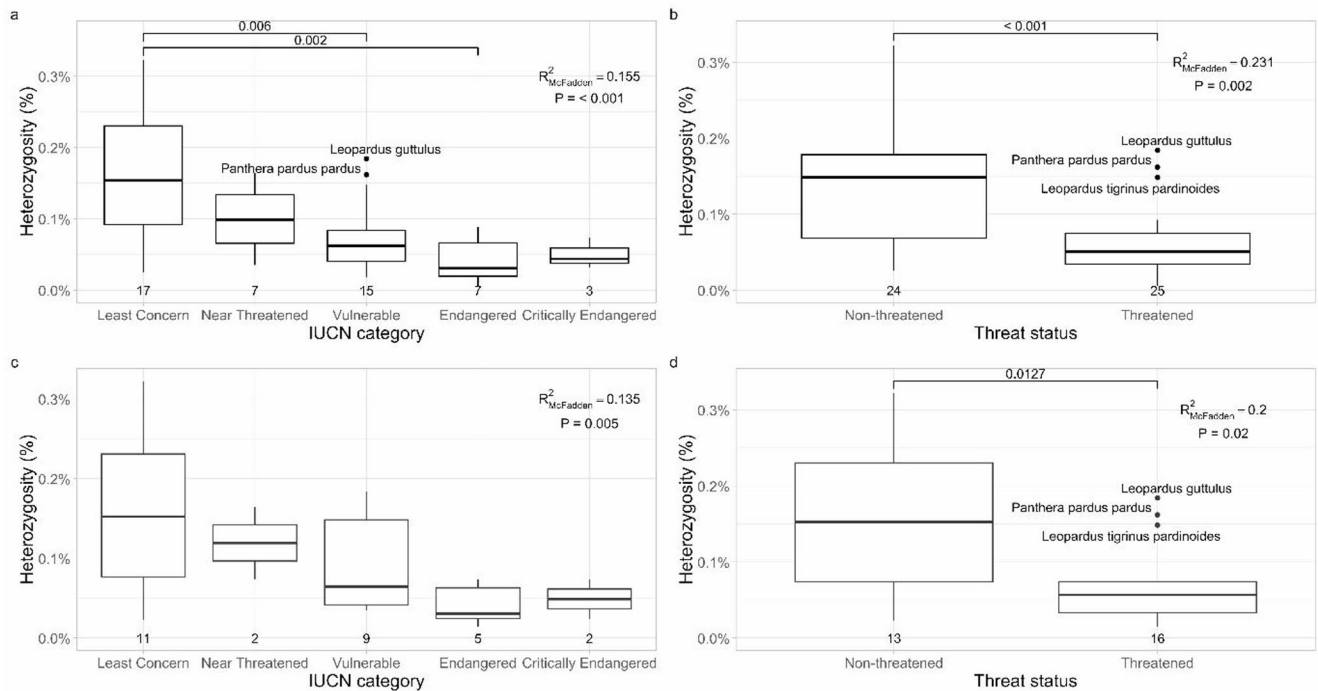 a
0.006
0.002
R²McFadden = 0.155
P = < 0.001
0.3%
0.2%
0.1%
0.0%
Heterozygosity (%)
Leopardus guttulus
Panthera pardus pardus
17 7 15 7 3
Least Concern Near Threatened Vulnerable Endangered Critically Endangered
IUCN category
b
< 0.001
R²McFadden − 0.231
P = 0.002
0.3%
0.2%
0.1%
0.0%
Heterozygosity (%)
Leopardus guttulus
Panthera pardus pardus
Leopardus tigrinus pardinoides
24 25
Non-threatened Threatened
Threat status
c
R²McFadden = 0.135
P = 0.005
0.3%
0.2%
0.1%
0.0%
Heterozygosity (%)
11 2 9 5 2
Least Concern Near Threatened Vulnerable Endangered Critically Endangered
IUCN category
d
0.0127
R²McFadden − 0.2
P = 0.02
0.3%
0.2%
0.1%
0.0%
Heterozygosity (%)
Leopardus guttulus
Panthera pardus pardus
Leopardus tigrinus pardinoides
13 16
Non-threatened Threatened
Threat status